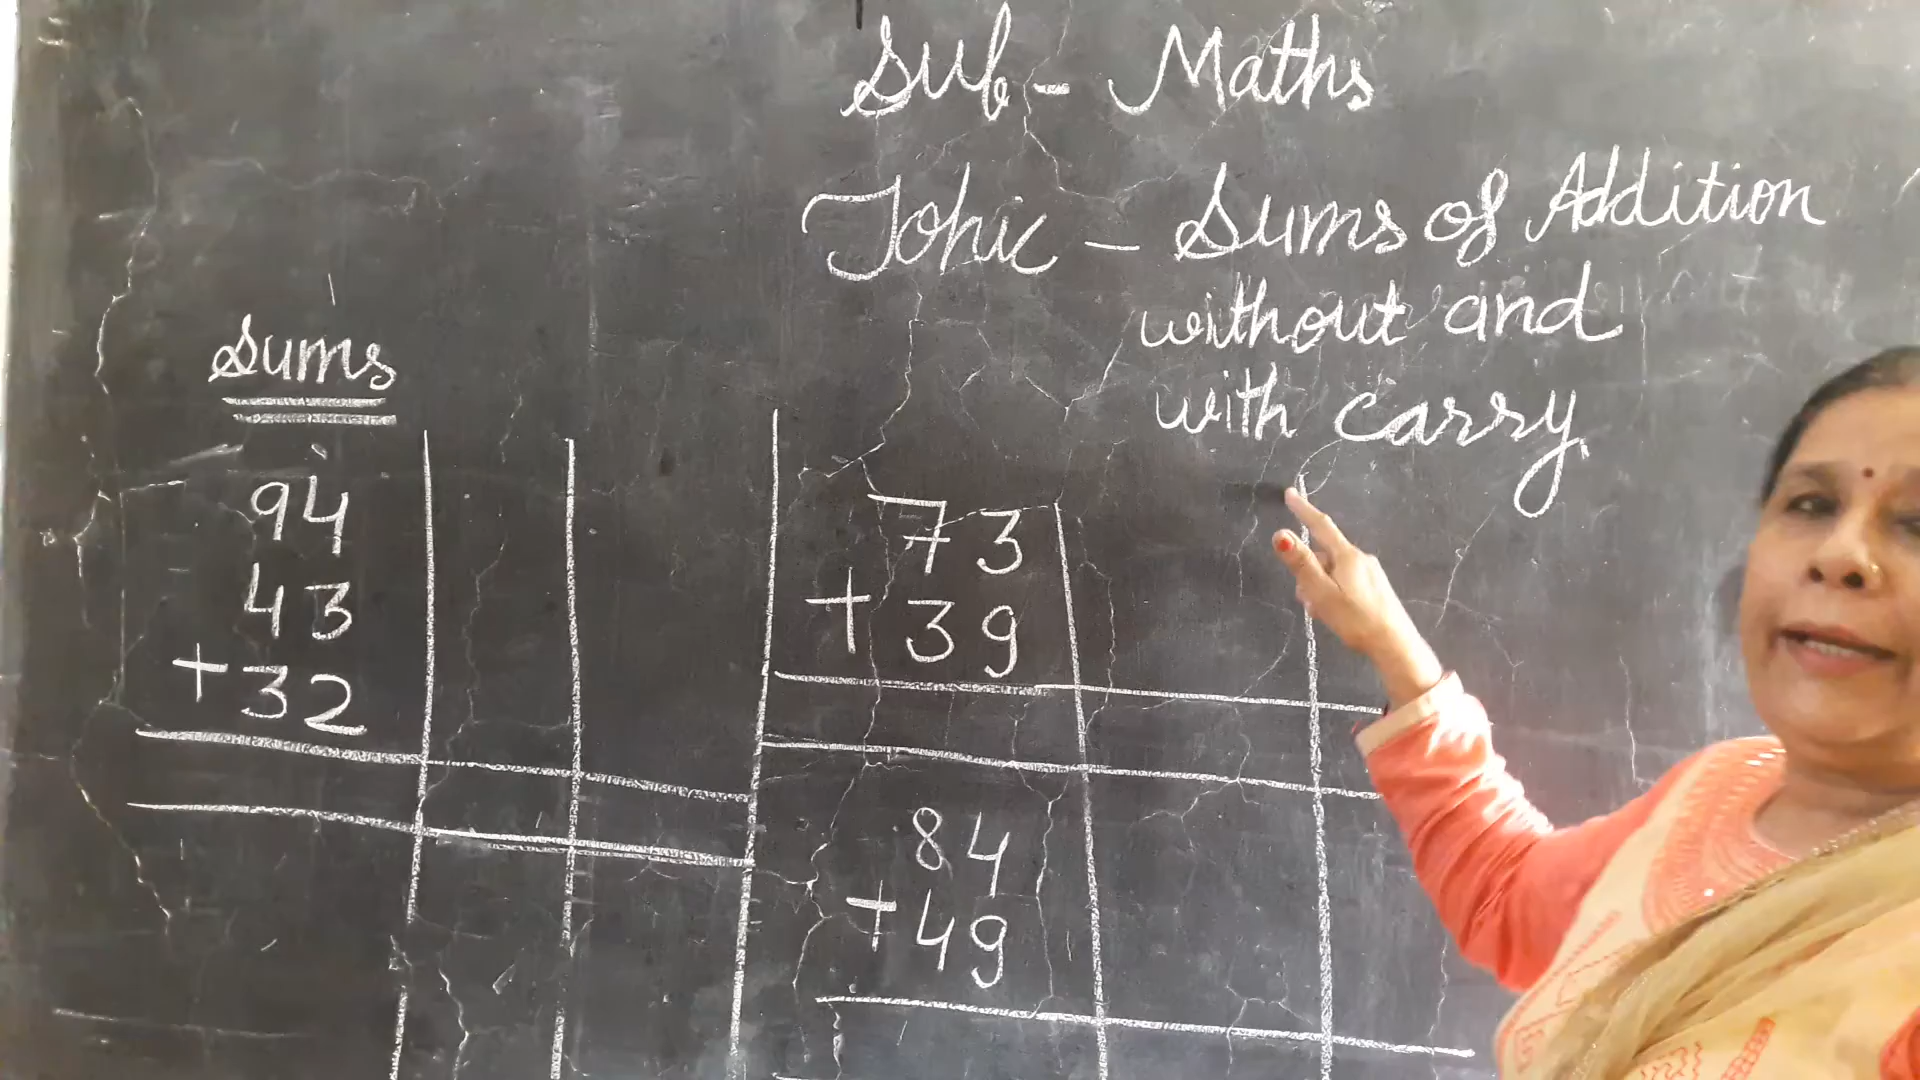 Sub - Maths
Topic - Sums of Addition
without and
with carry
Sums
94
43
+32
73
+39
84
+49